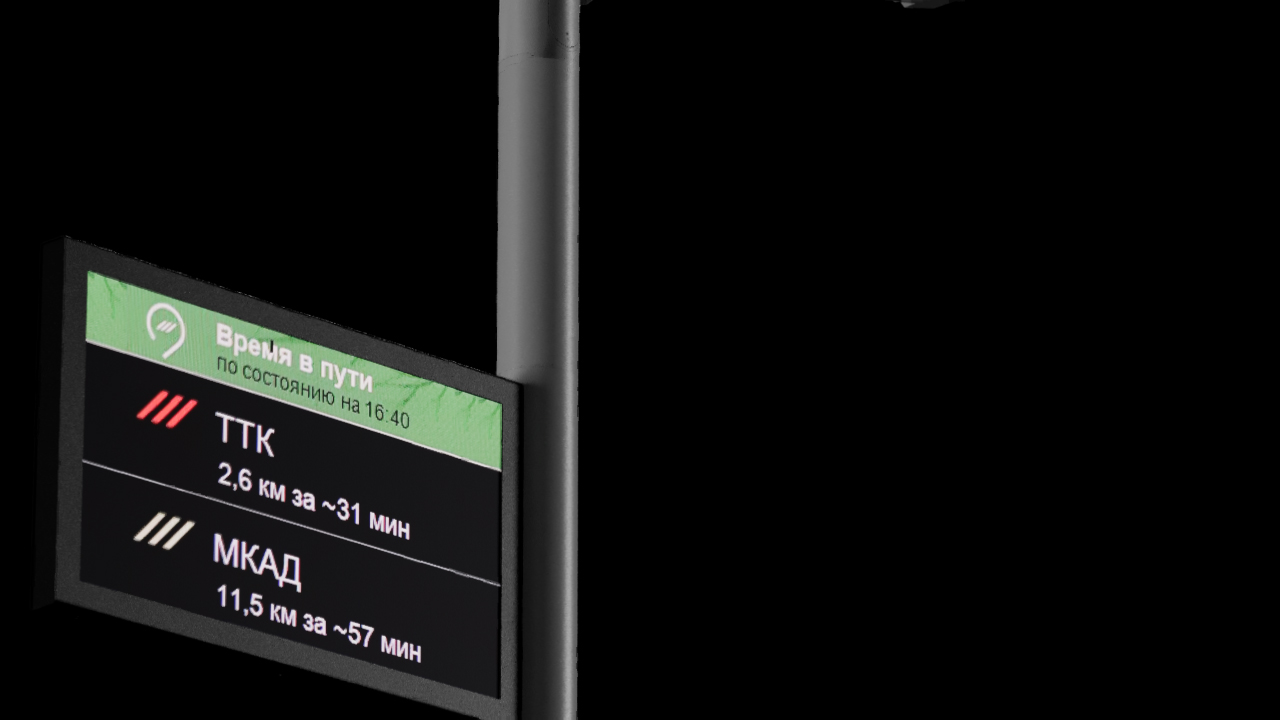 Время в пути
по состоянию на 16:40
ТТК
2,6 км за ~31 мин
МКАД
11,5 км за ~57 мин